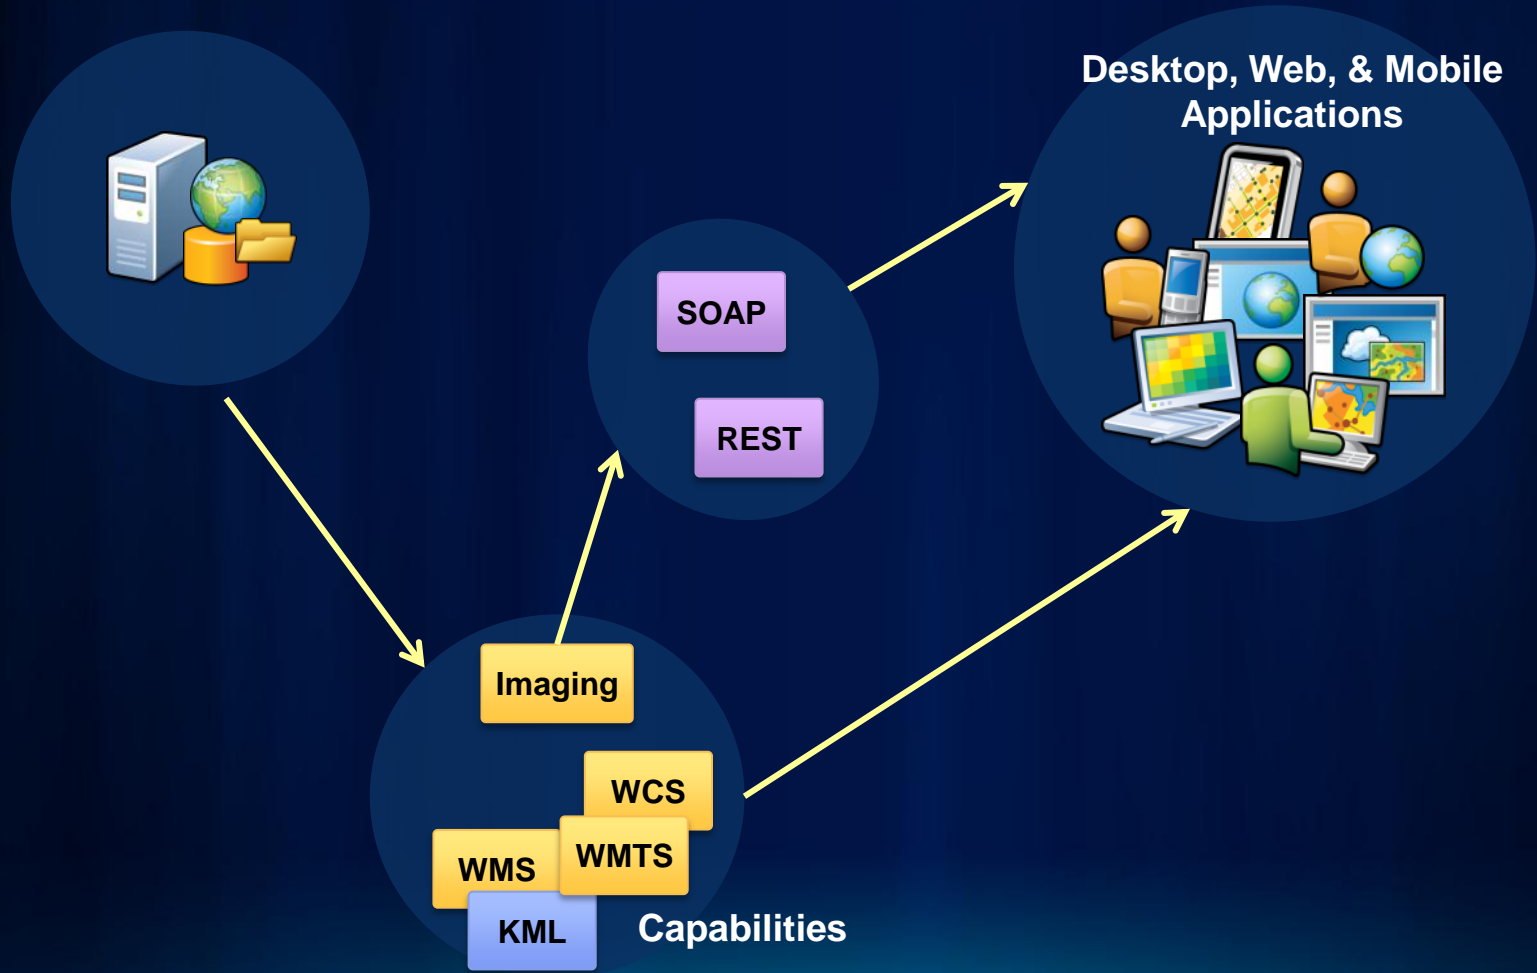 Desktop, Web, & Mobile
Applications
SOAP
REST
Imaging
WCS
WMTS
WMS
KML
Capabilities